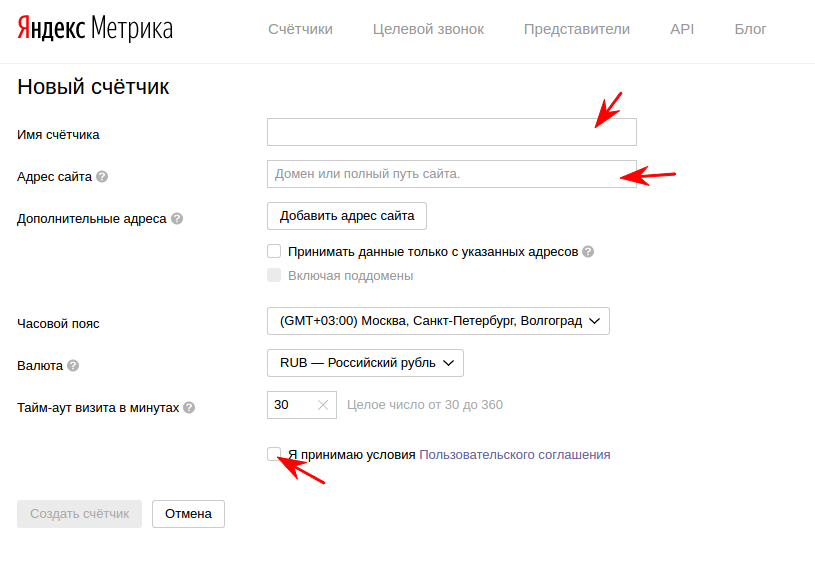 Яндекс Метрика Счётчики Целевой звонок Представители API Блог
Новый счётчик
Имя счётчика
Адрес сайта ? Домен или полный путь сайта.
Дополнительные адреса ? Добавить адрес сайта
Принимать данные только с указанных адресов ?
Включая поддомены
Часовой пояс (GMT+03:00) Москва, Санкт-Петербург, Волгоград
Валюта ? RUB — Российский рубль
Тайм-аут визита в минутах ? 30 Целое число от 30 до 360
Я принимаю условия Пользовательского соглашения
Создать счётчик Отмена